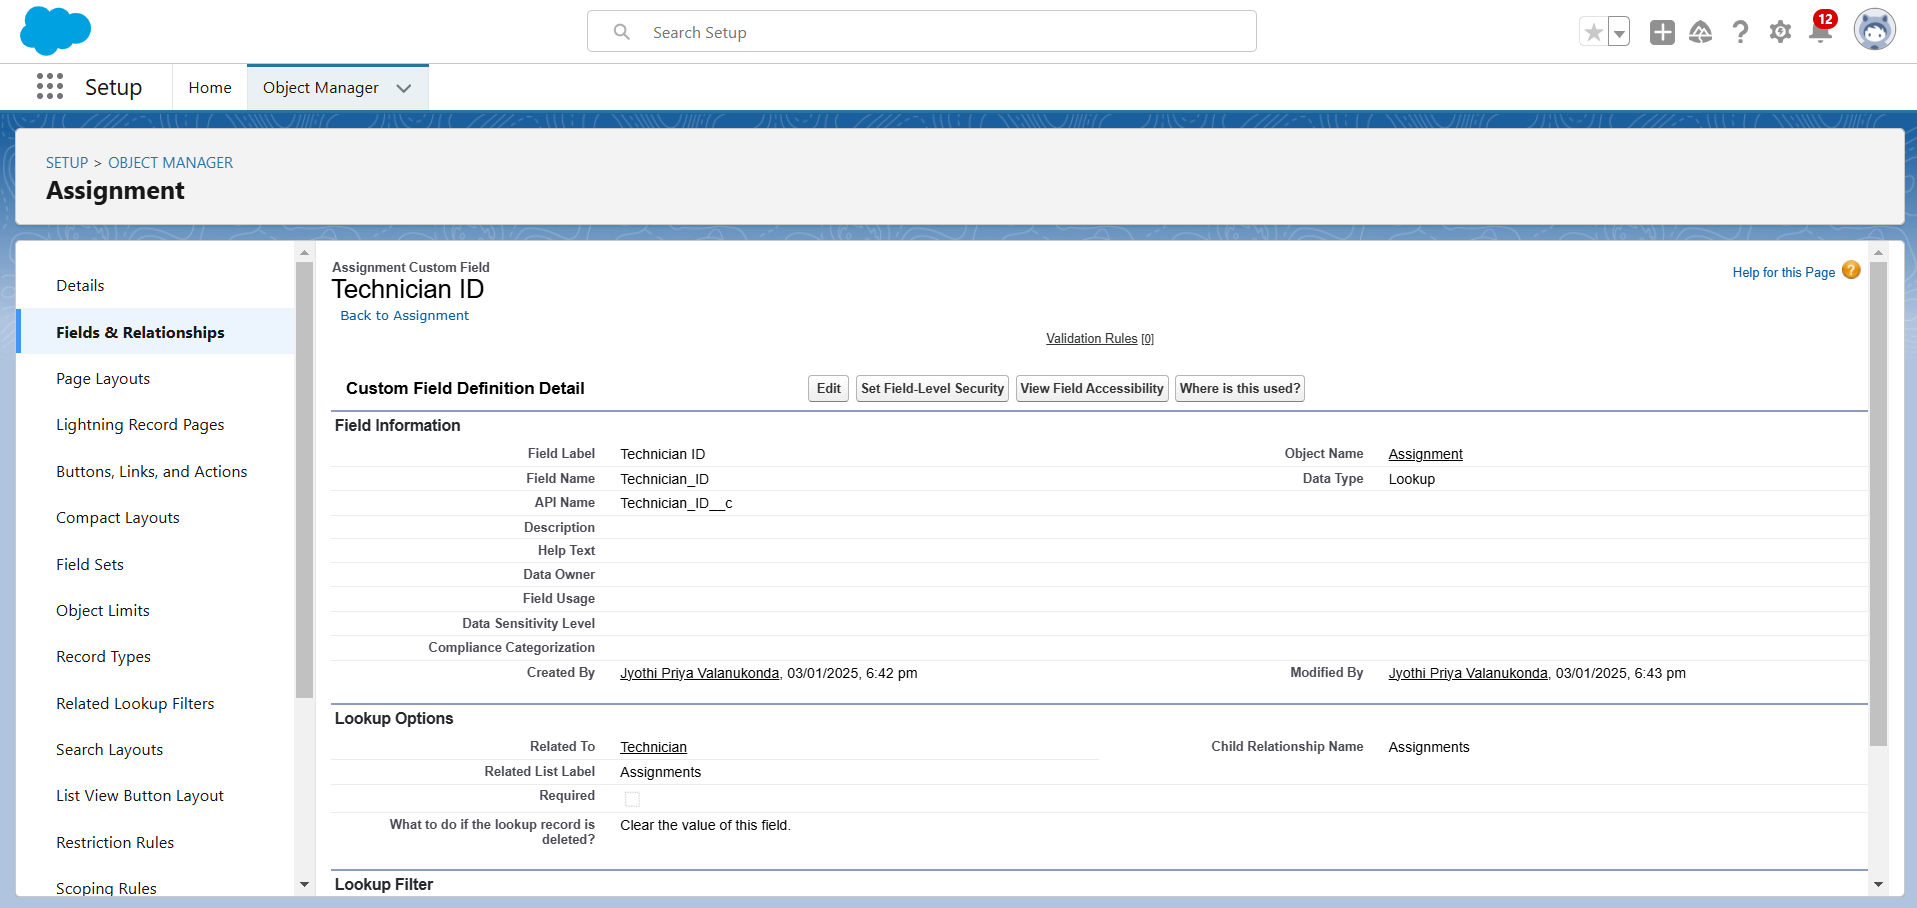 Search Setup
12
Setup
Home
Object Manager
SETUP > OBJECT MANAGER
Assignment
Details
Fields & Relationships
Page Layouts
Lightning Record Pages
Buttons, Links, and Actions
Compact Layouts
Field Sets
Object Limits
Record Types
Related Lookup Filters
Search Layouts
List View Button Layout
Restriction Rules
Scoping Rules
Assignment Custom Field
Technician ID
Back to Assignment
Help for this Page ?
Validation Rules [0]
Custom Field Definition Detail
Edit
Set Field-Level Security
View Field Accessibility
Where is this used?
Field Information
Field Label Technician ID Object Name Assignment
Field Name Technician_ID Data Type Lookup
API Name Technician_ID__c
Description
Help Text
Data Owner
Field Usage
Data Sensitivity Level
Compliance Categorization
Created By Jyothi Priya Valanukonda, 03/01/2025, 6:42 pm Modified By Jyothi Priya Valanukonda, 03/01/2025, 6:43 pm
Lookup Options
Related To Technician Child Relationship Name Assignments
Related List Label Assignments
Required
What to do if the lookup record is Clear the value of this field.
deleted?
Lookup Filter